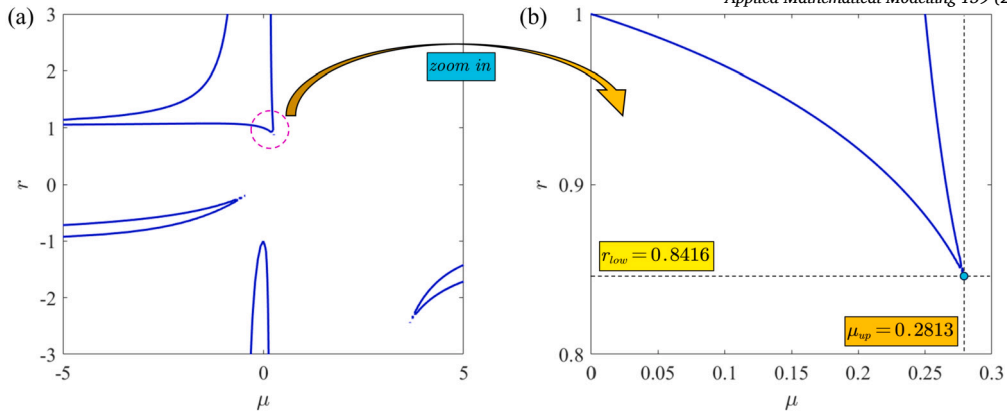 Applied Mathematical Modelling 139 (2
(a)
3
2
1
0
-1
-2
-3
r
-5
0
5
μ
zoom in
(b)
1
0.9
0.8
r
r_low = 0.8416
μ_up = 0.2813
0
0.05
0.1
0.15
0.2
0.25
0.3
μ